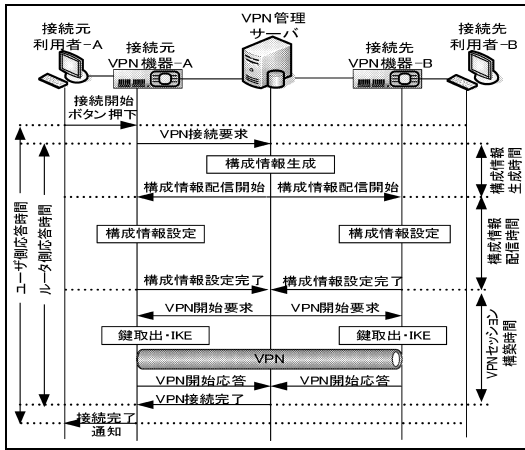 接続元
利用者-A
接続元
VPN機器-A
VPN管理
サーバ
接続先
VPN機器-B
接続先
利用者-B
接続開始
ボタン押下
VPN接続要求
構成情報生成
構成情報配信開始
構成情報配信開始
構成情報設定
構成情報設定
構成情報設定完了
構成情報設定完了
VPN開始要求
VPN開始要求
鍵取出・IKE
鍵取出・IKE
VPN
VPN開始応答
VPN開始応答
VPN接続完了
接続完了
通知
ユーザ側応答時間
ルータ側応答時間
構成情報
生成時間
構成情報
配信時間
VPNセッション
構築時間